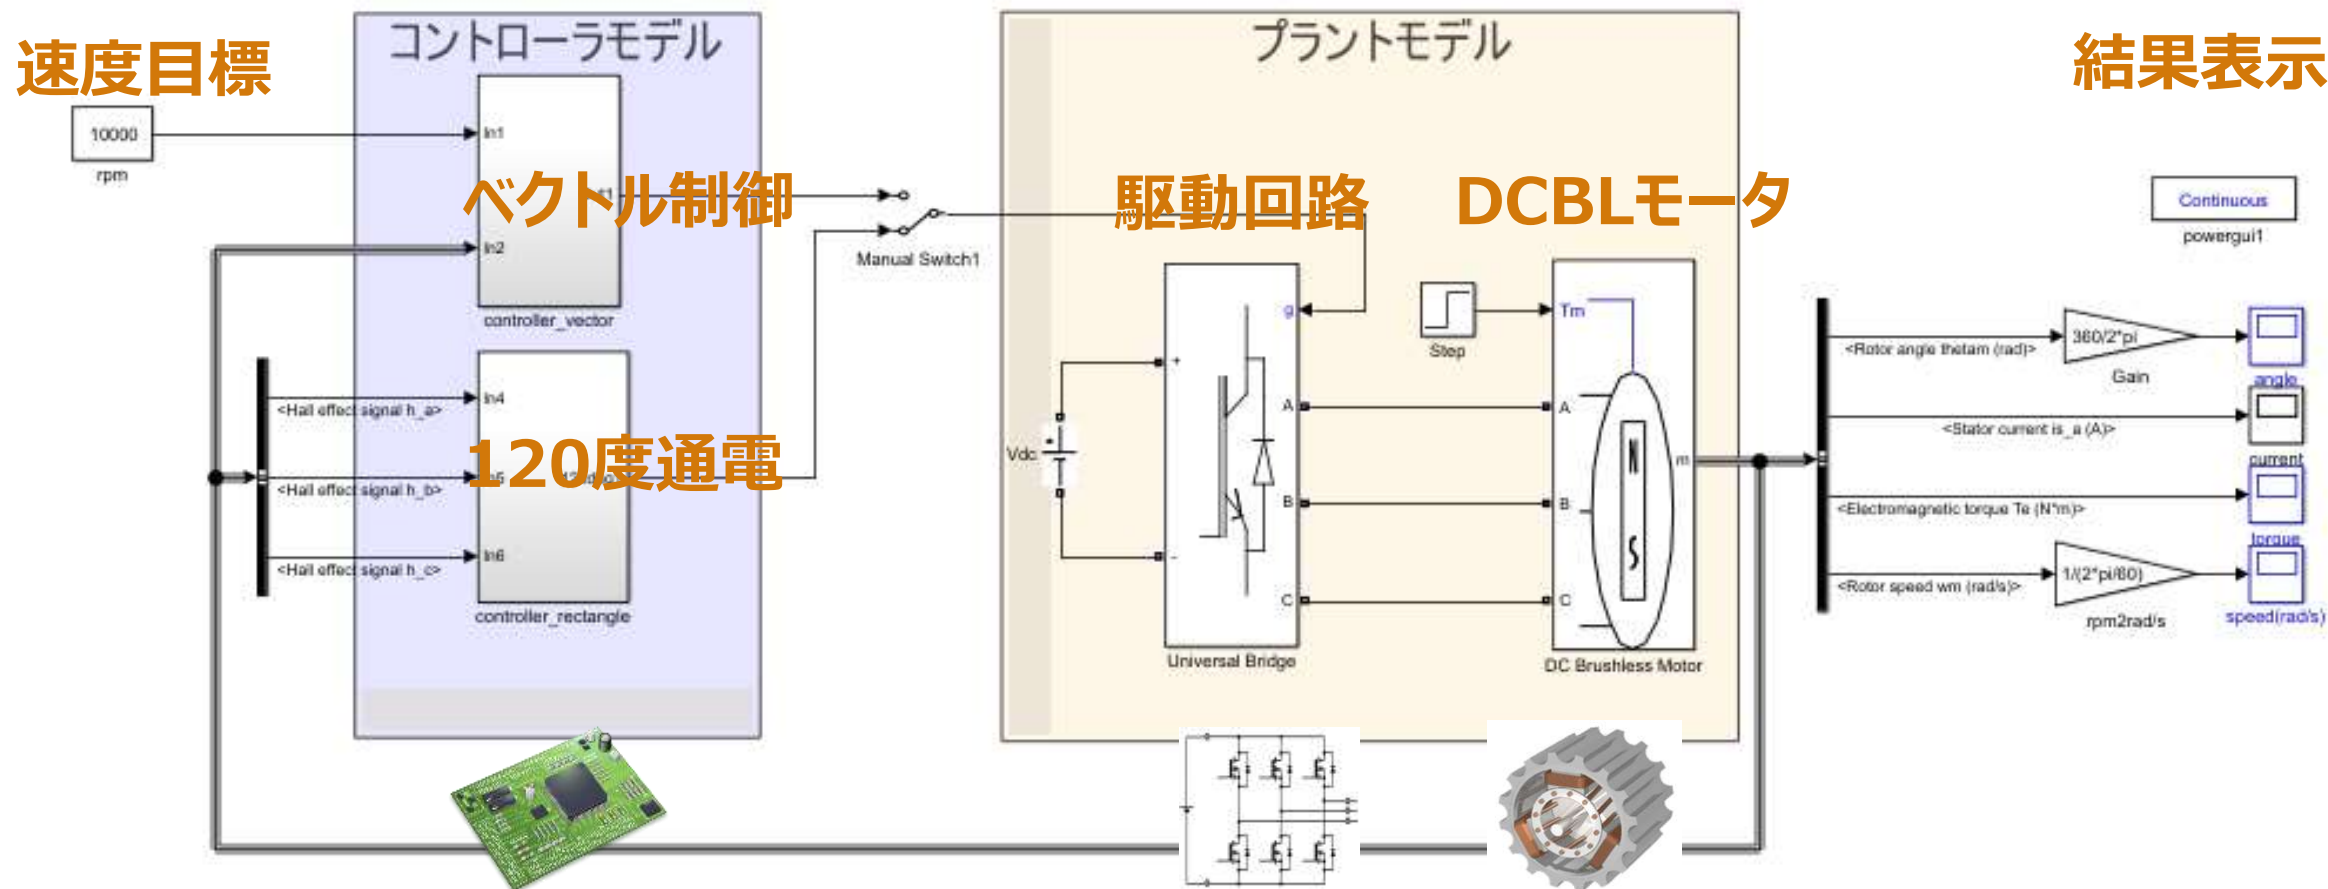 速度目標
コントローラモデル
プラントモデル
結果表示
10000
rpm
In1
In2
ベクトル制御
controller_vector
Manual Switch1
駆動回路
DCBLモータ
Continuous
powergui1
<Hall effect signal h_a>
<Hall effect signal h_b>
<Hall effect signal h_c>
In4
In6
120度通電
controller_rectangle
Vdc
+
-
g
A
B
C
Universal Bridge
Step
Tm
A
B
C
N
S
m
DC Brushless Motor
<Rotor angle thetam (rad)>
360/2*pi
Gain
angle
<Stator current is_a (A)>
current
<Electromagnetic torque Te (N*m)>
torque
<Rotor speed wm (rad/s)>
1/(2*pi/60)
rpm2rad/s
speed(rad/s)